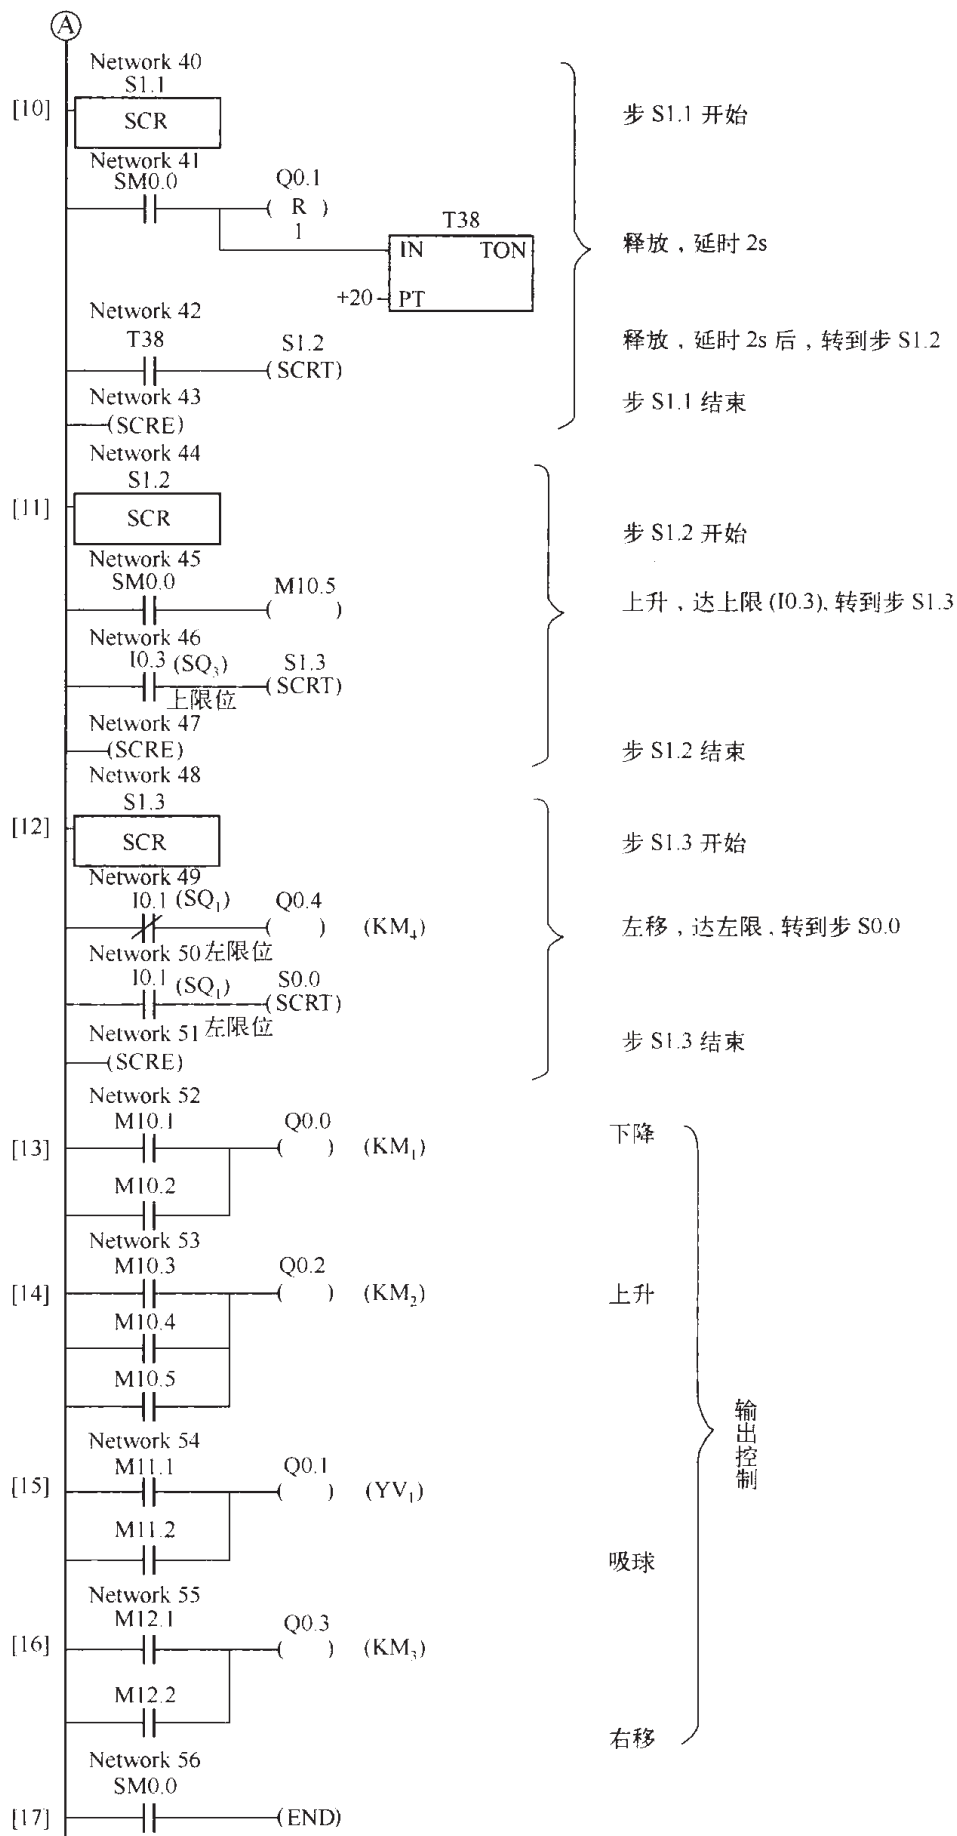 A
Network 40
S1.1
[10]
SCR
步 S1.1 开始
Network 41
SM0.0
Q0.1
( R )
1
T38
IN TON
+20 PT
释放，延时 2s
Network 42
T38
S1.2
(SCRT)
释放，延时 2s 后，转到步 S1.2
Network 43
(SCRE)
步 S1.1 结束
Network 44
S1.2
[11]
SCR
步 S1.2 开始
Network 45
SM0.0
M10.5
( )
上升，达上限 (I0.3), 转到步 S1.3
Network 46
I0.3 (SQ₃)
上限位
S1.3
(SCRT)
Network 47
(SCRE)
步 S1.2 结束
Network 48
S1.3
[12]
SCR
步 S1.3 开始
Network 49
I0.1 (SQ₁)
左限位
Q0.4
( ) (KM₄)
左移，达左限，转到步 S0.0
Network 50
I0.1 (SQ₁)
左限位
S0.0
(SCRT)
Network 51
(SCRE)
步 S1.3 结束
Network 52
[13]
M10.1
Q0.0
( ) (KM₁)
下降
M10.2
Network 53
[14]
M10.3
Q0.2
( ) (KM₂)
上升
M10.4
M10.5
输出控制
Network 54
[15]
M11.1
Q0.1
( ) (YV₁)
M11.2
吸球
Network 55
[16]
M12.1
Q0.3
( ) (KM₃)
M12.2
右移
Network 56
SM0.0
[17]
(END)